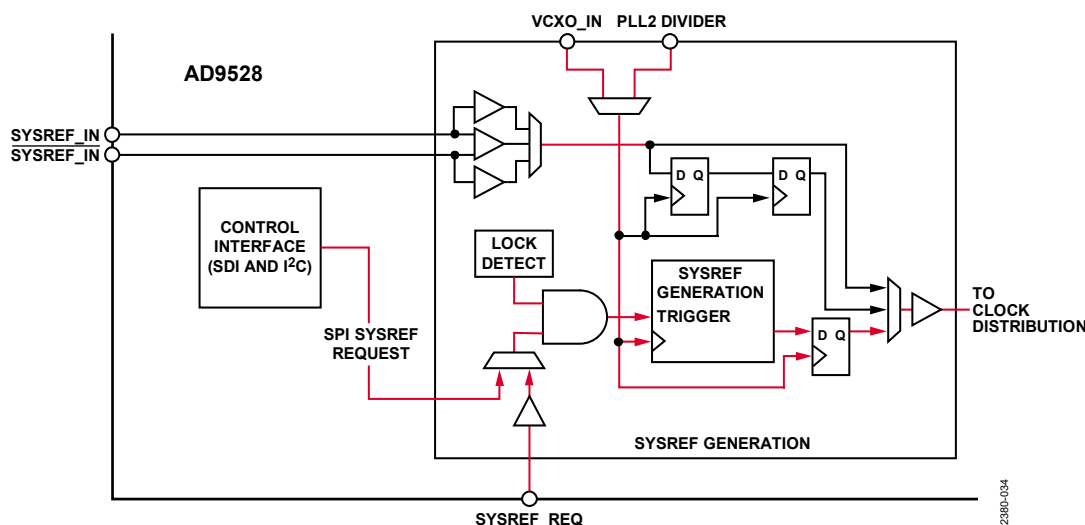 VCXO_IN PLL2 DIVIDER
AD9528
SYSREF_IN
SYSREF_IN
CONTROL
INTERFACE
(SDI AND I²C)
LOCK
DETECT
D Q
D Q
SYSREF
GENERATION
TRIGGER
D Q
TO
CLOCK
DISTRIBUTION
SPI SYSREF
REQUEST
SYSREF GENERATION
SYSREF_REQ
2380-034